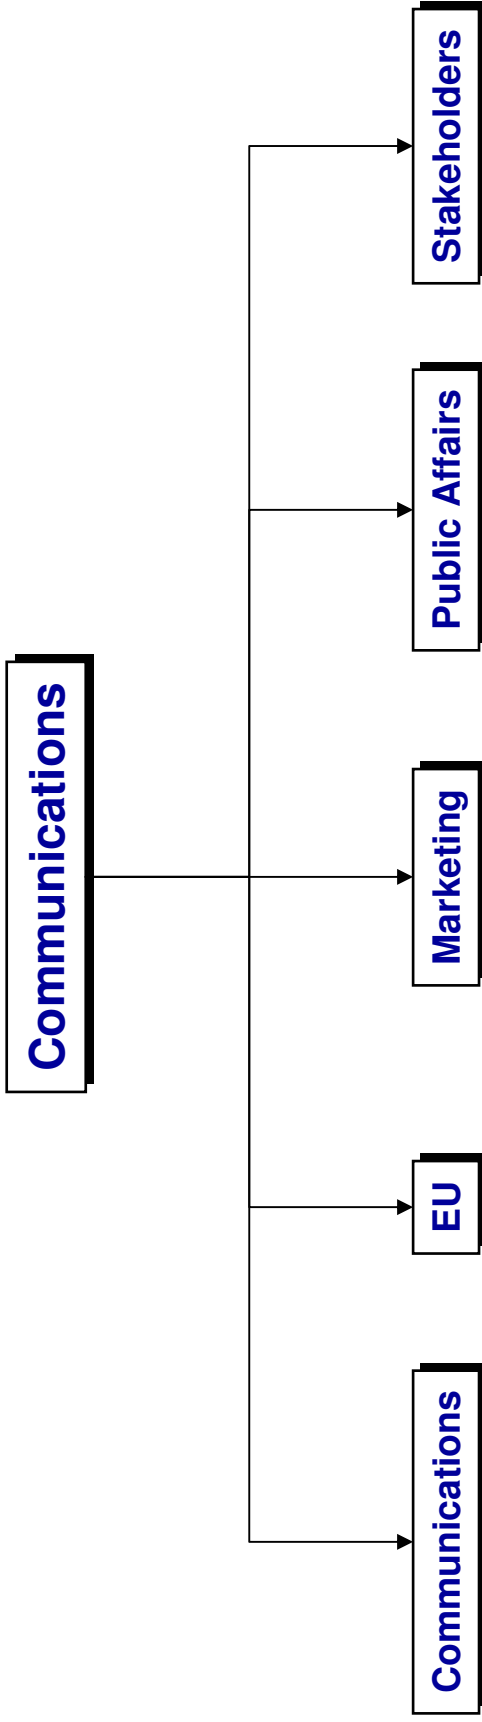 Communications
Communications
EU
Marketing
Public Affairs
Stakeholders